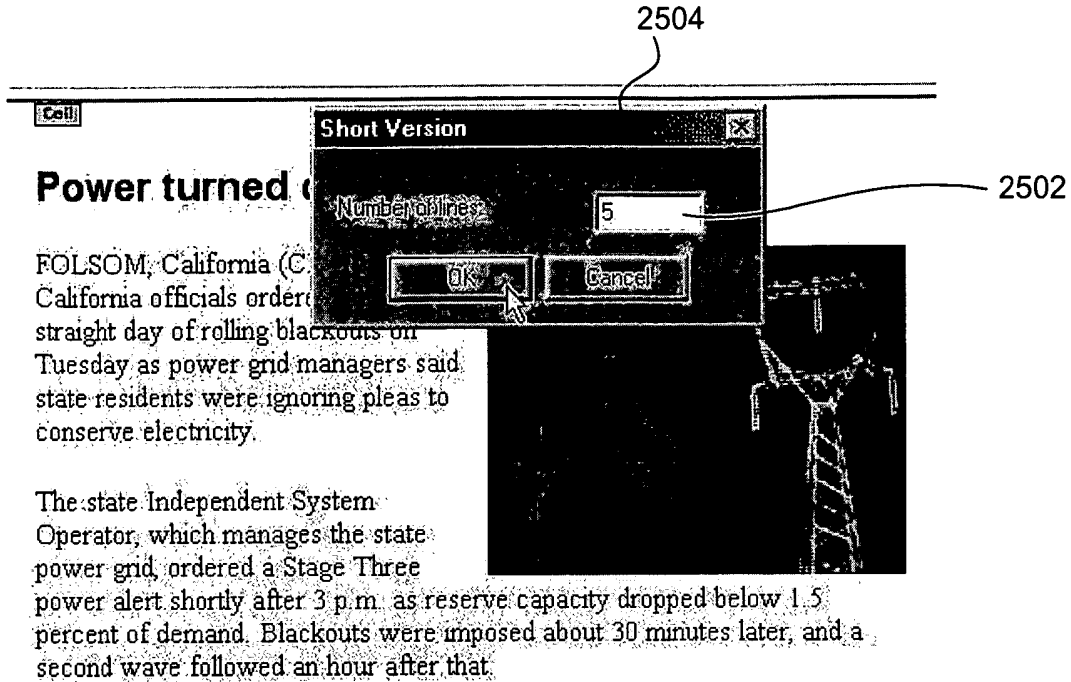 2504
Cell
Short Version
Power turned
Number of lines
5
2502
OK
Cancel
FOLSOM, California (C
California officials ordere
straight day of rolling blackouts on
Tuesday as power grid managers said
state residents were ignoring pleas to
conserve electricity.
The state Independent System
Operator, which manages the state
power grid, ordered a Stage Three
power alert shortly after 3 p.m. as reserve capacity dropped below 1.5
percent of demand. Blackouts were imposed about 30 minutes later, and a
second wave followed an hour after that.